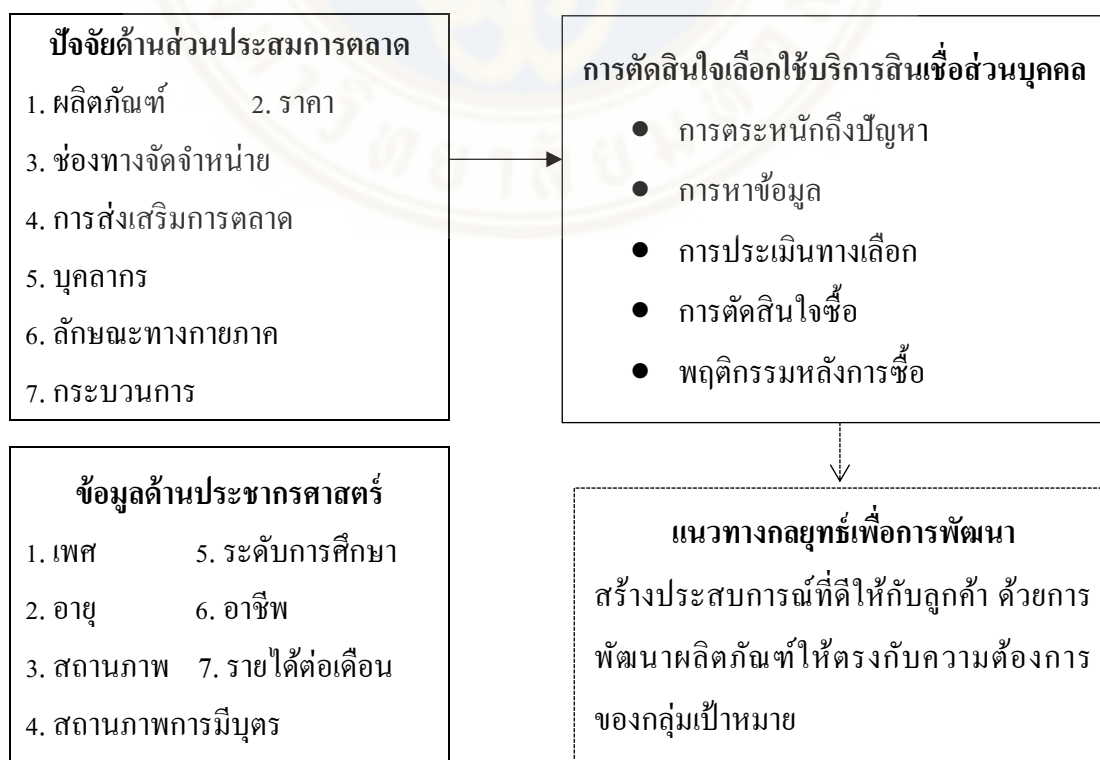 ปัจจัยด้านส่วนประสมการตลาด
1. ผลิตภัณฑ์ 2. ราคา
3. ช่องทางจัดจำหน่าย
4. การส่งเสริมการตลาด
5. บุคลากร
6. ลักษณะทางกายภาค
7. กระบวนการ
การตัดสินใจเลือกใช้บริการสินเชื่อส่วนบุคคล
● การตระหนักถึงปัญหา
● การหาข้อมูล
● การประเมินทางเลือก
● การตัดสินใจซื้อ
● พฤติกรรมหลังการซื้อ
ข้อมูลด้านประชากรศาสตร์
1. เพศ 5. ระดับการศึกษา
2. อายุ 6. อาชีพ
3. สถานภาพ 7. รายได้ต่อเดือน
4. สถานภาพการมีบุตร
แนวทางกลยุทธ์เพื่อการพัฒนา
สร้างประสบการณ์ที่ดีให้กับลูกค้า ด้วยการ
พัฒนาผลิตภัณฑ์ให้ตรงกับความต้องการ
ของกลุ่มเป้าหมาย